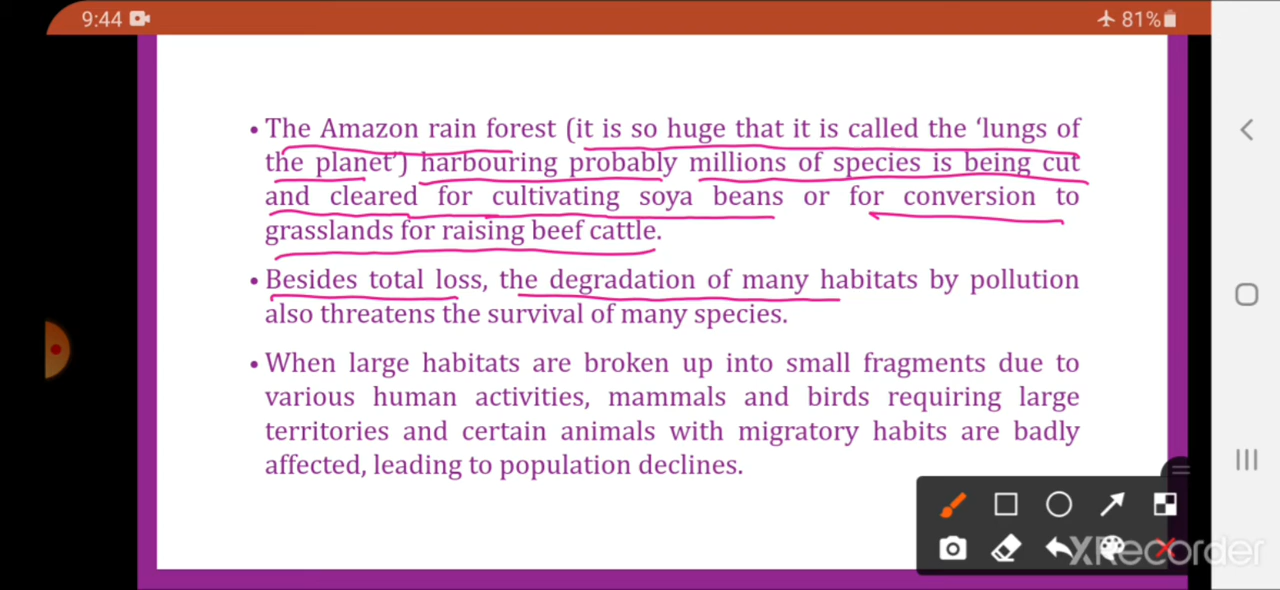 9:44
81%
• The Amazon rain forest (it is so huge that it is called the ‘lungs of
the planet’) harbouring probably millions of species is being cut
and cleared for cultivating soya beans or for conversion to
grasslands for raising beef cattle.
• Besides total loss, the degradation of many habitats by pollution
also threatens the survival of many species.
• When large habitats are broken up into small fragments due to
various human activities, mammals and birds requiring large
territories and certain animals with migratory habits are badly
affected, leading to population declines.
XRecorder